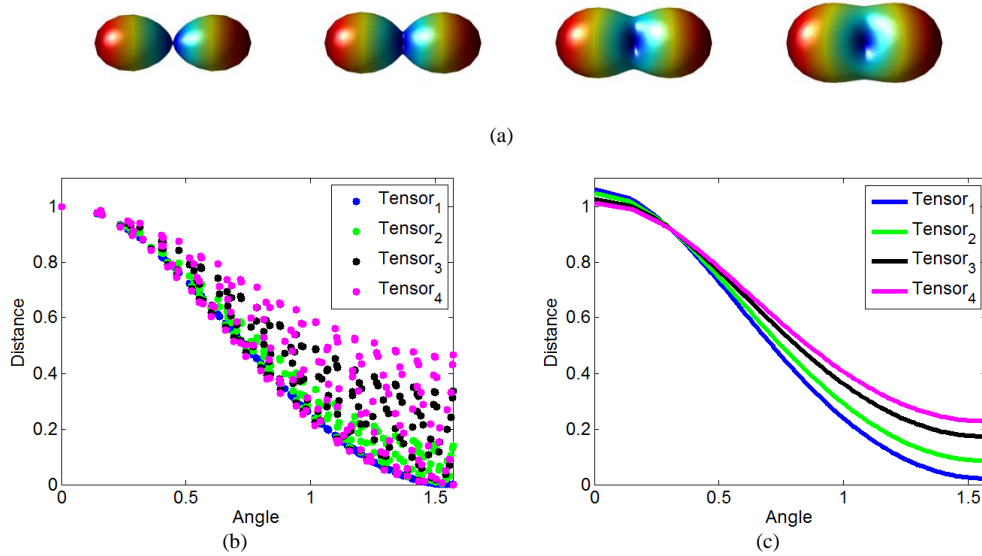 (a)
1
0.8
0.6
0.4
0.2
0
0
0.5
1
1.5
Distance
Angle
Tensor1
Tensor2
Tensor3
Tensor4
(b)
1
0.8
0.6
0.4
0.2
0
0
0.5
1
1.5
Distance
Angle
Tensor1
Tensor2
Tensor3
Tensor4
(c)